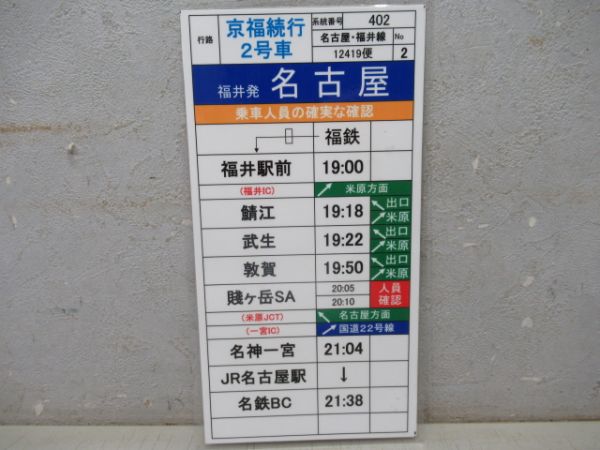 行路 京福続行 2号車 系統番号 402
名古屋・福井線 No
12419便 2
福井発 名古屋
乗車人員の確実な確認
福鉄
福井駅前 19:00
(福井IC) 米原方面
鯖江 19:18 出口 米原
武生 19:22 出口 米原
敦賀 19:50 出口 米原
賤ヶ岳SA 20:05 20:10 人員確認
(米原JCT) 名古屋方面
(一宮IC) 国道22号線
名神一宮 21:04
JR名古屋駅 ↓
名鉄BC 21:38